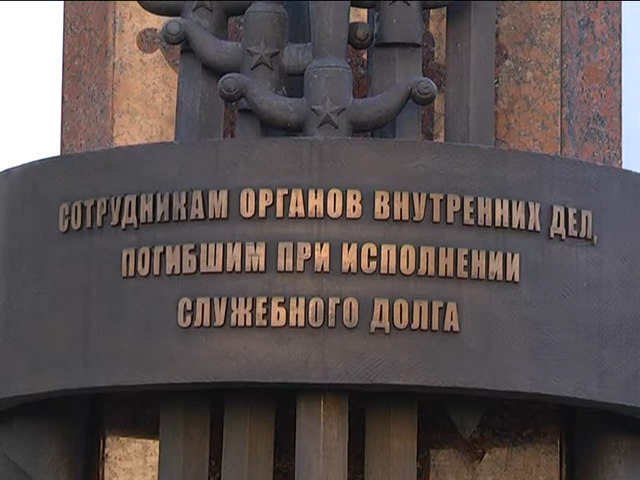 СОТРУДНИКАМ ОРГАНОВ ВНУТРЕННИХ ДЕЛ,
ПОГИБШИМ ПРИ ИСПОЛНЕНИИ
СЛУЖЕБНОГО ДОЛГА